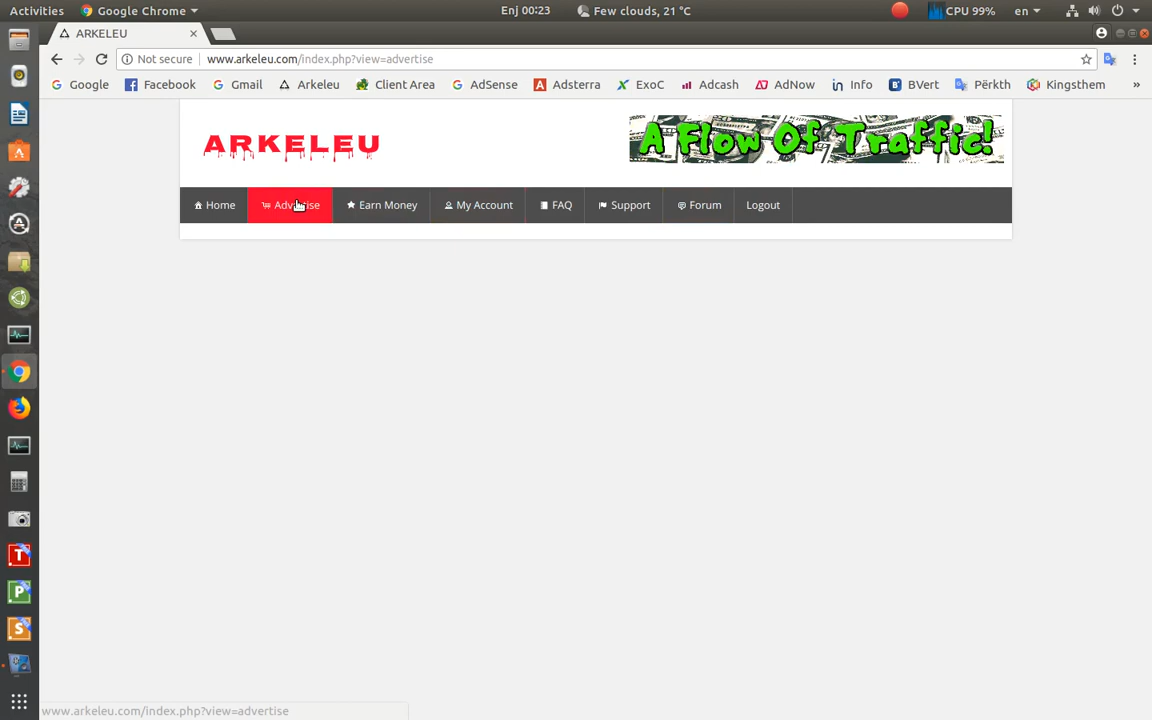 Activities Google Chrome Enj 00:23 Few clouds, 21 °C CPU 99% en
ARKELEU
Not secure www.arkeleu.com/index.php?view=advertise
Google Facebook Gmail Arkeleu Client Area AdSense Adsterra ExoC Adcash AdNow Info BVert Përkth Kingsthem »
ARKELEU A Flow Of Traffic!
Home Advertise Earn Money My Account FAQ Support Forum Logout
www.arkeleu.com/index.php?view=advertise